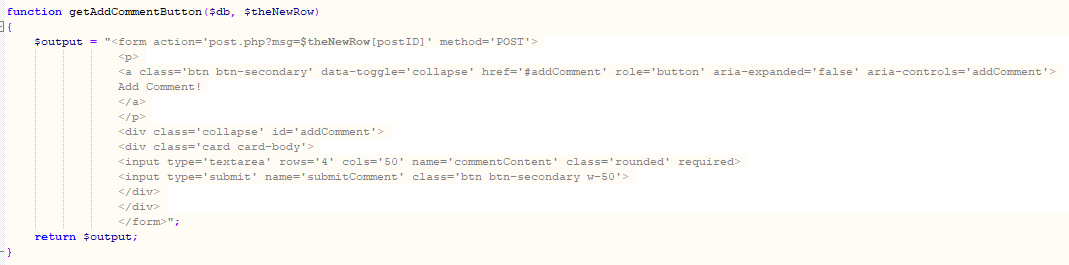 function getAddCommentButton($db, $theNewRow)
{
$output = "<form action='post.php?msg=$theNewRow[postID]' method='POST'>
<p>
<a class='btn btn-secondary' data-toggle='collapse' href='#addComment' role='button' aria-expanded='false' aria-controls='addComment'>
Add Comment!
</a>
</p>
<div class='collapse' id='addComment'>
<div class='card card-body'>
<input type='textarea' rows='4' cols='50' name='commentContent' class='rounded' required>
<input type='submit' name='submitComment' class='btn btn-secondary w-50'>
</div>
</div>
</form>";
return $output;
}